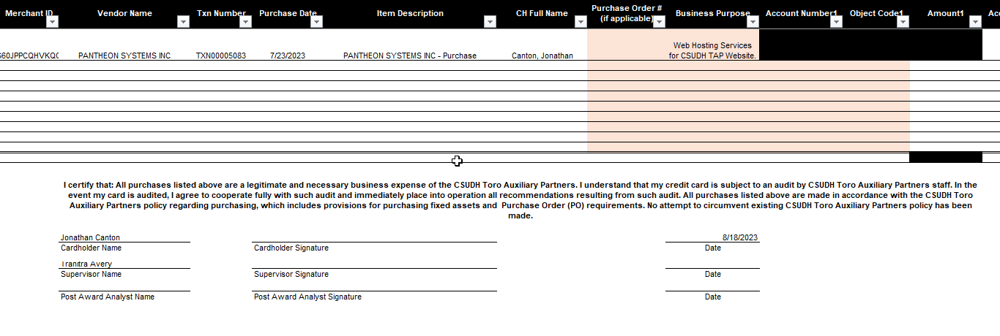 Merchant ID Vendor Name Txn Number Purchase Date Item Description CH Full Name Purchase Order # (if applicable) Business Purpose Account Number1 Object Code1 Amount1
PANTHEON SYSTEMS INC TXN00005083 7/23/2023 PANTHEON SYSTEMS INC - Purchase Canton, Jonathan Web Hosting Services for CSUDH TAP Website.
I certify that: All purchases listed above are a legitimate and necessary business expense of the CSUDH Toro Auxiliary Partners. I understand that my credit card is subject to an audit by CSUDH Toro Auxiliary Partners staff. In the
event my card is audited, I agree to cooperate fully with such audit and immediately place into operation all recommendations resulting from such audit. All purchases listed above are made in accordance with the CSUDH Toro
Auxiliary Partners policy regarding purchasing, which includes provisions for purchasing fixed assets and Purchase Order (PO) requirements. No attempt to circumvent existing CSUDH Toro Auxiliary Partners policy has been
made.
Jonathan Canton 8/18/2023
Cardholder Name Cardholder Signature Date
Tranitra Avery
Supervisor Name Supervisor Signature Date
Post Award Analyst Name Post Award Analyst Signature Date